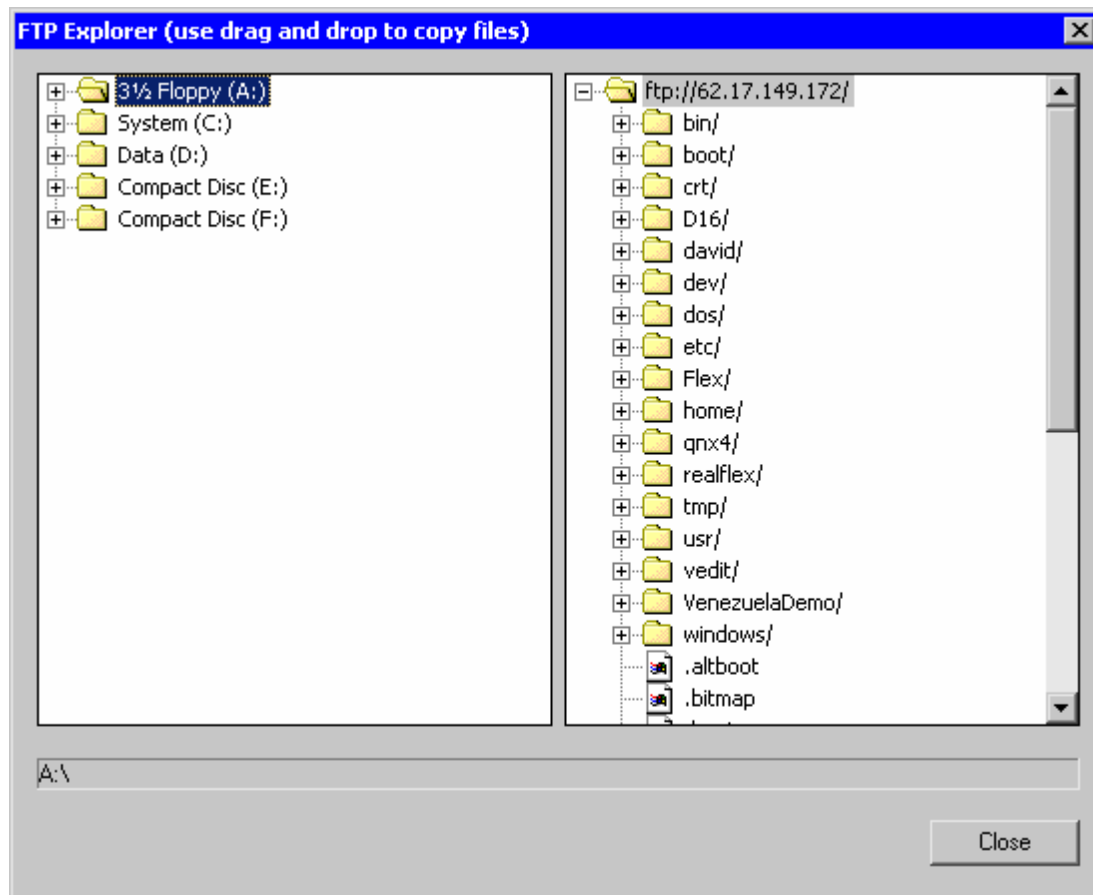 FTP Explorer (use drag and drop to copy files)
3½ Floppy (A:)
System (C:)
Data (D:)
Compact Disc (E:)
Compact Disc (F:)
ftp://62.17.149.172/
bin/
boot/
crt/
D16/
david/
dev/
dos/
etc/
Flex/
home/
qnx4/
realflex/
tmp/
usr/
vedit/
VenezuelaDemo/
windows/
.altboot
.bitmap
A:\
Close